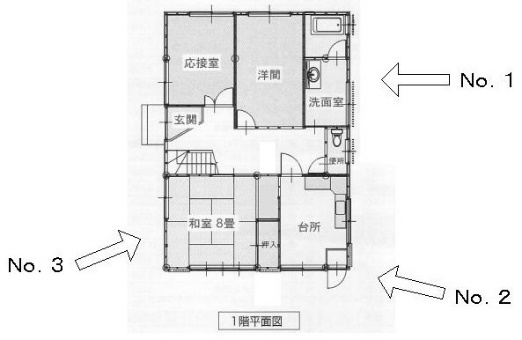 応接室
洋間
No. 1
洗面室
玄関
便所
和室 8畳
台所
押入
No. 3
No. 2
1階平面図